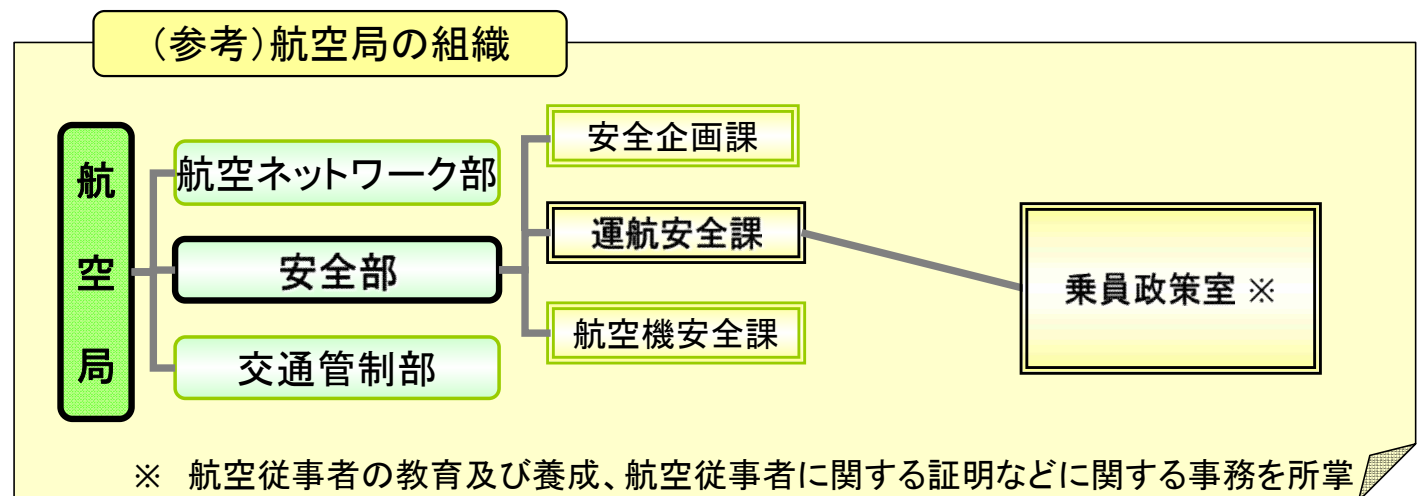 （参考）航空局の組織
航空局
航空ネットワーク部
安全部
交通管制部
安全企画課
運航安全課
航空機安全課
乗員政策室 ※
※ 航空従事者の教育及び養成、航空従事者に関する証明などに関する事務を所掌